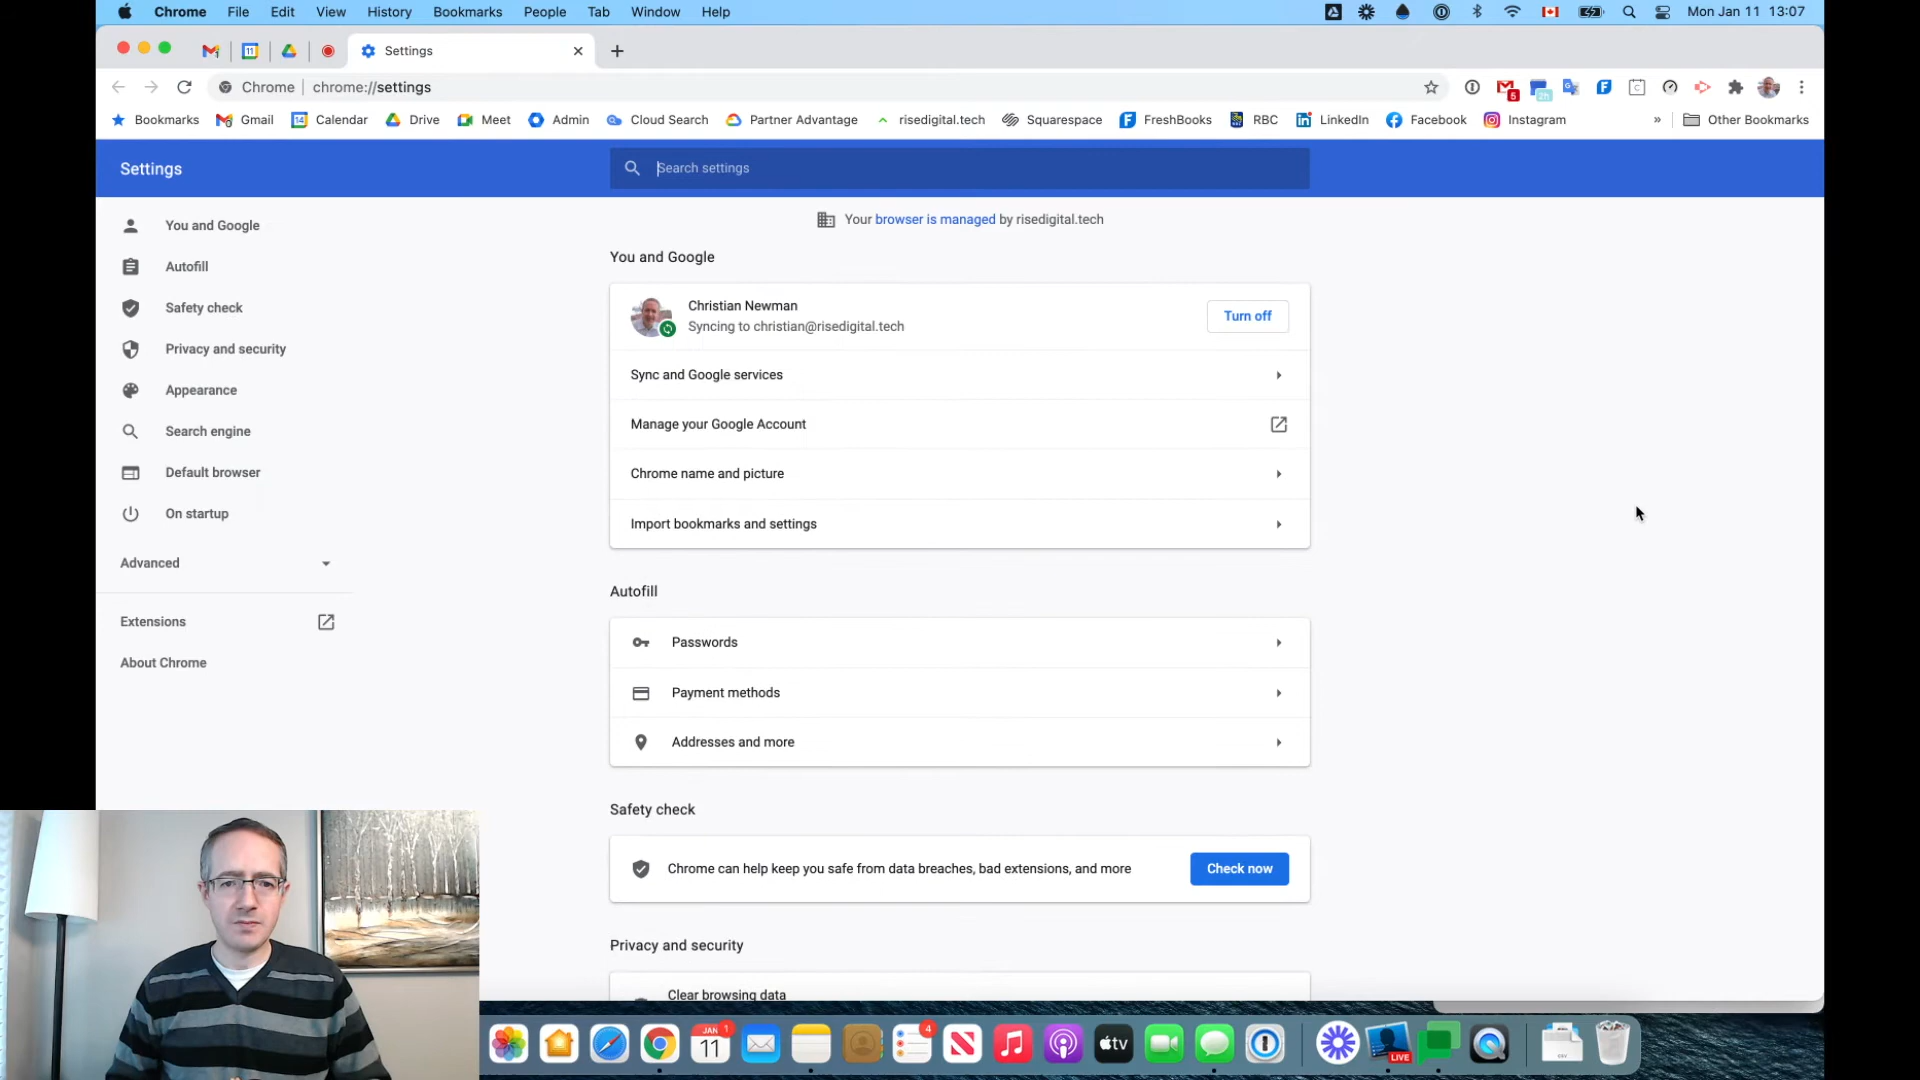 Chrome File Edit View History Bookmarks People Tab Window Help Mon Jan 11 13:07
Settings
Chrome chrome://settings
Bookmarks Gmail Calendar Drive Meet Admin Cloud Search Partner Advantage risedigital.tech Squarespace FreshBooks RBC LinkedIn Facebook Instagram » Other Bookmarks
Settings
Search settings
Your browser is managed by risedigital.tech
You and Google
Autofill
Safety check
Privacy and security
Appearance
Search engine
Default browser
On startup
Advanced
Extensions
About Chrome
You and Google
Christian Newman
Syncing to christian@risedigital.tech
Turn off
Sync and Google services
Manage your Google Account
Chrome name and picture
Import bookmarks and settings
Autofill
Passwords
Payment methods
Addresses and more
Safety check
Chrome can help keep you safe from data breaches, bad extensions, and more
Check now
Privacy and security
Clear browsing data
JAN
11
1
4
tv
LIVE